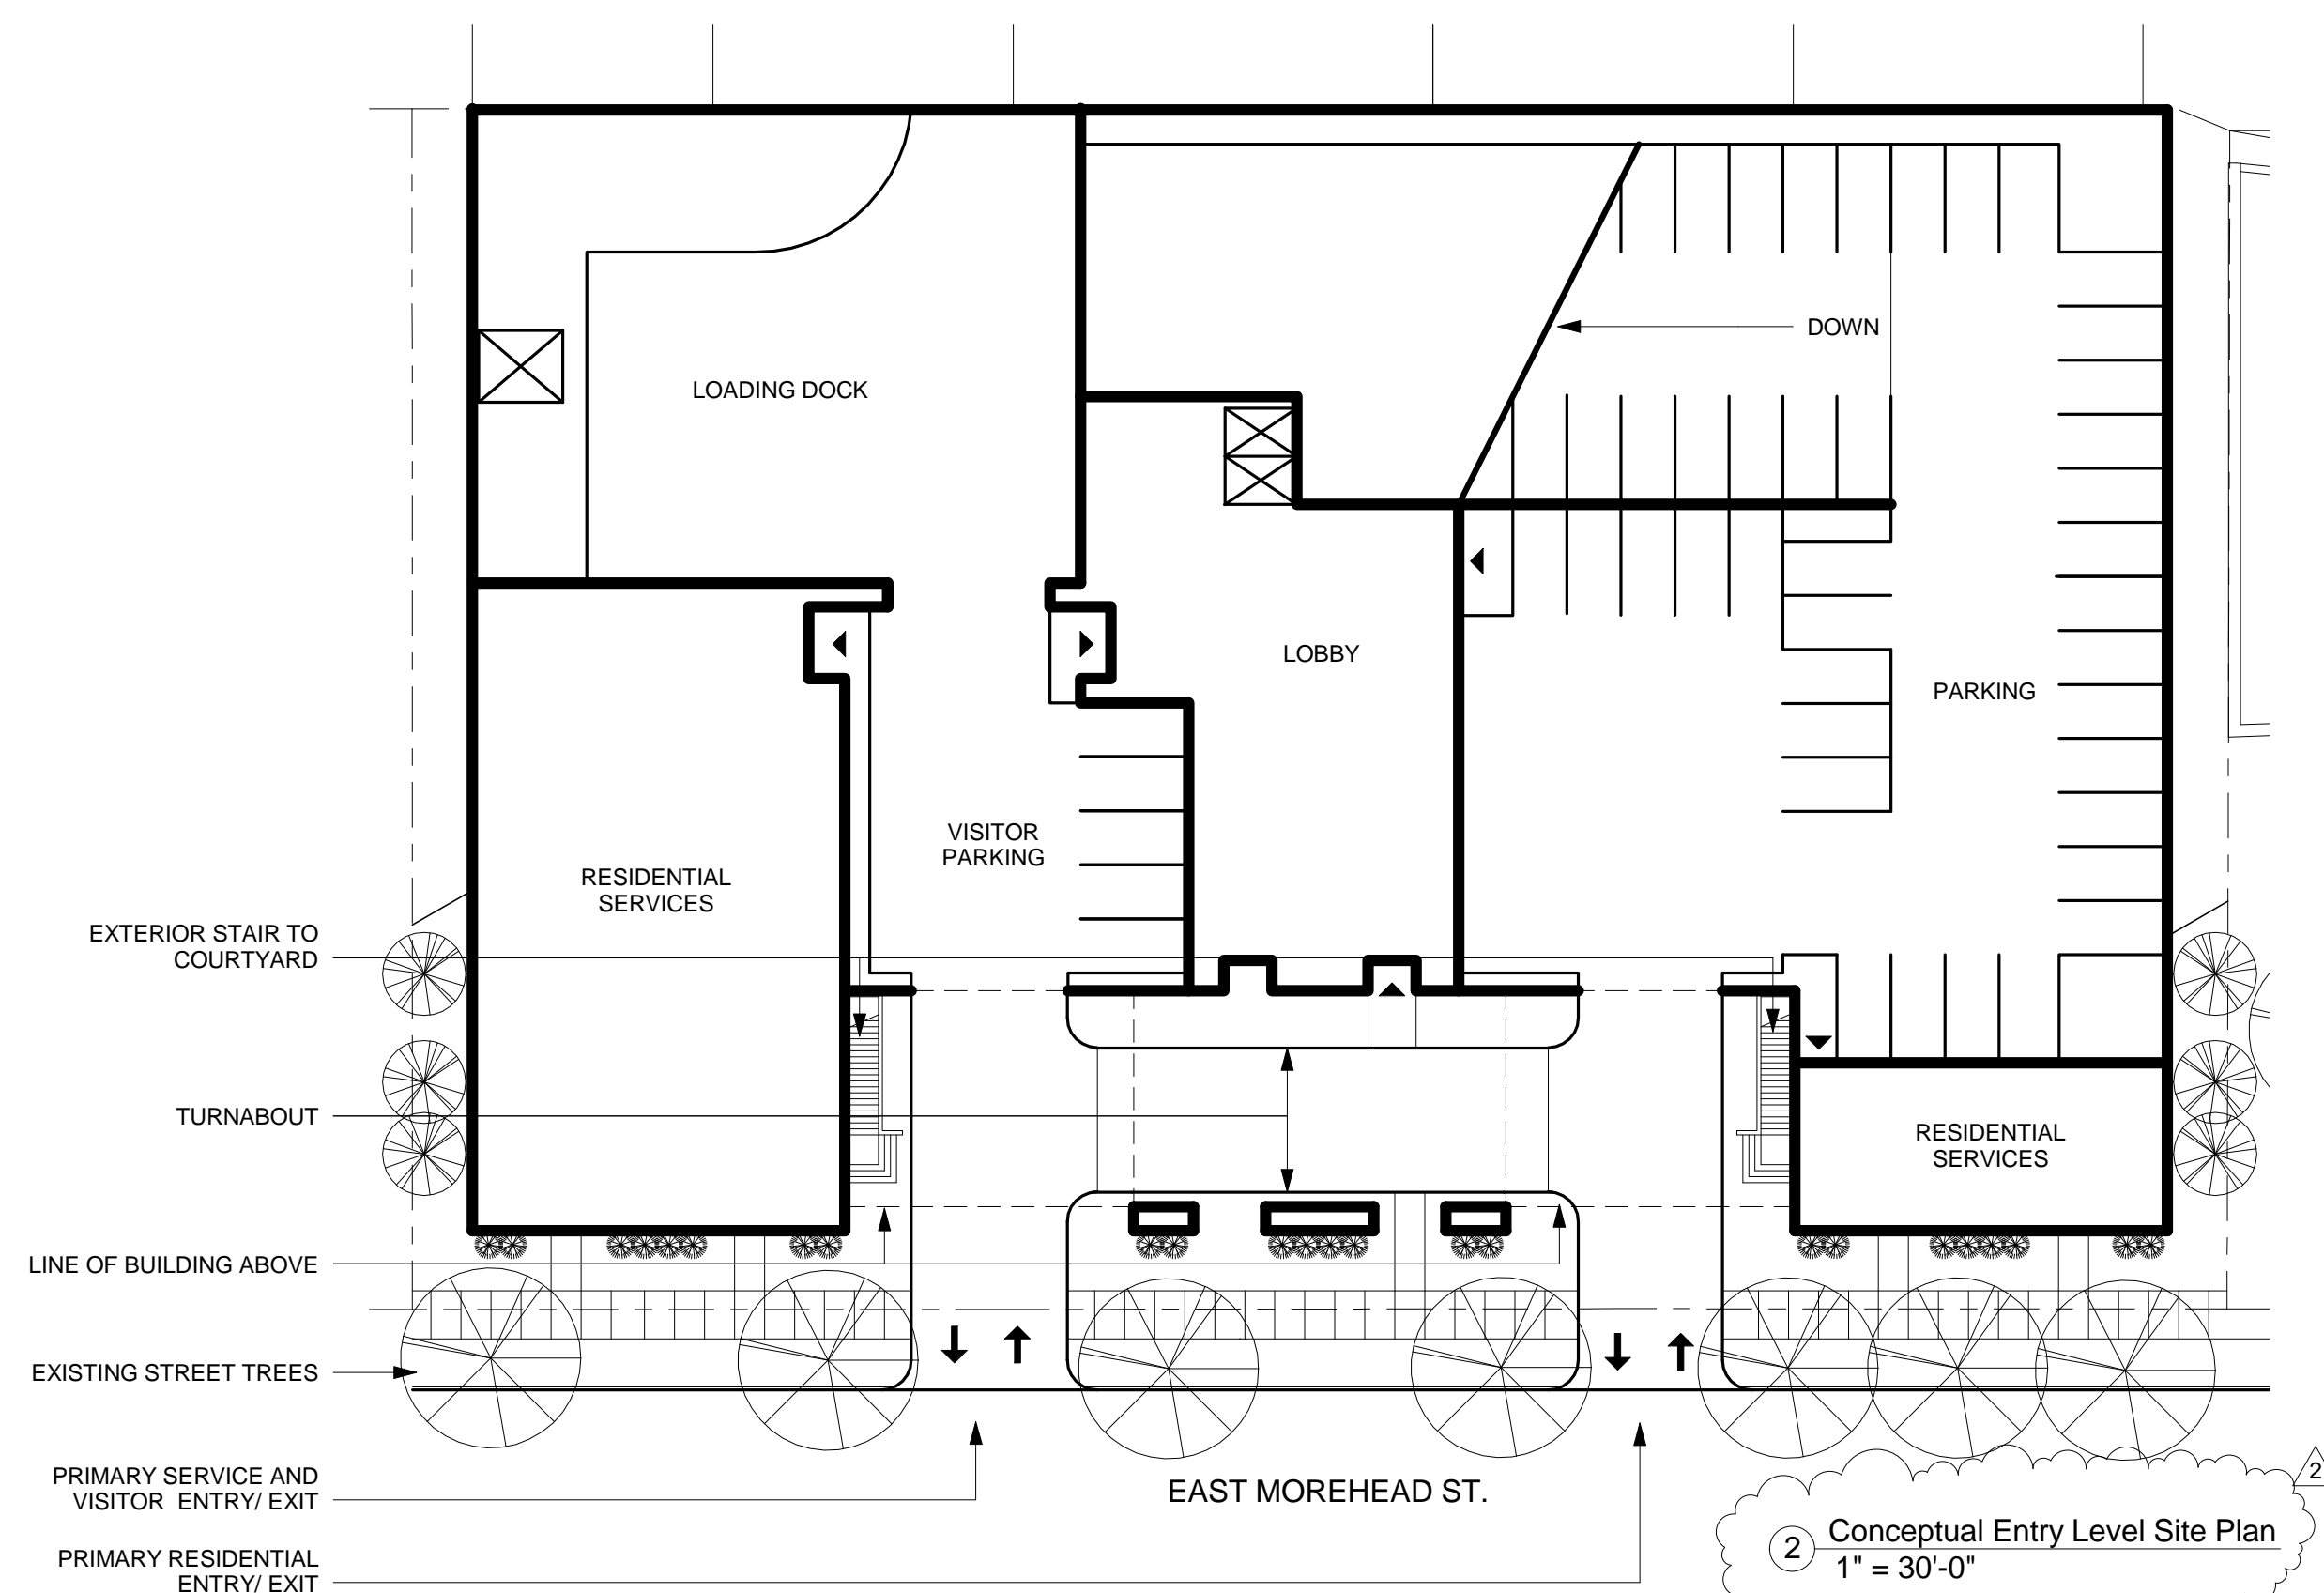 DOWN
LOADING DOCK
LOBBY
PARKING
VISITOR
PARKING
RESIDENTIAL
SERVICES
EXTERIOR STAIR TO
COURTYARD
TURNABOUT
RESIDENTIAL
SERVICES
LINE OF BUILDING ABOVE
EXISTING STREET TREES
PRIMARY SERVICE AND
VISITOR ENTRY/ EXIT
EAST MOREHEAD ST.
2
2
Conceptual Entry Level Site Plan
1" = 30'-0"
PRIMARY RESIDENTIAL
ENTRY/ EXIT